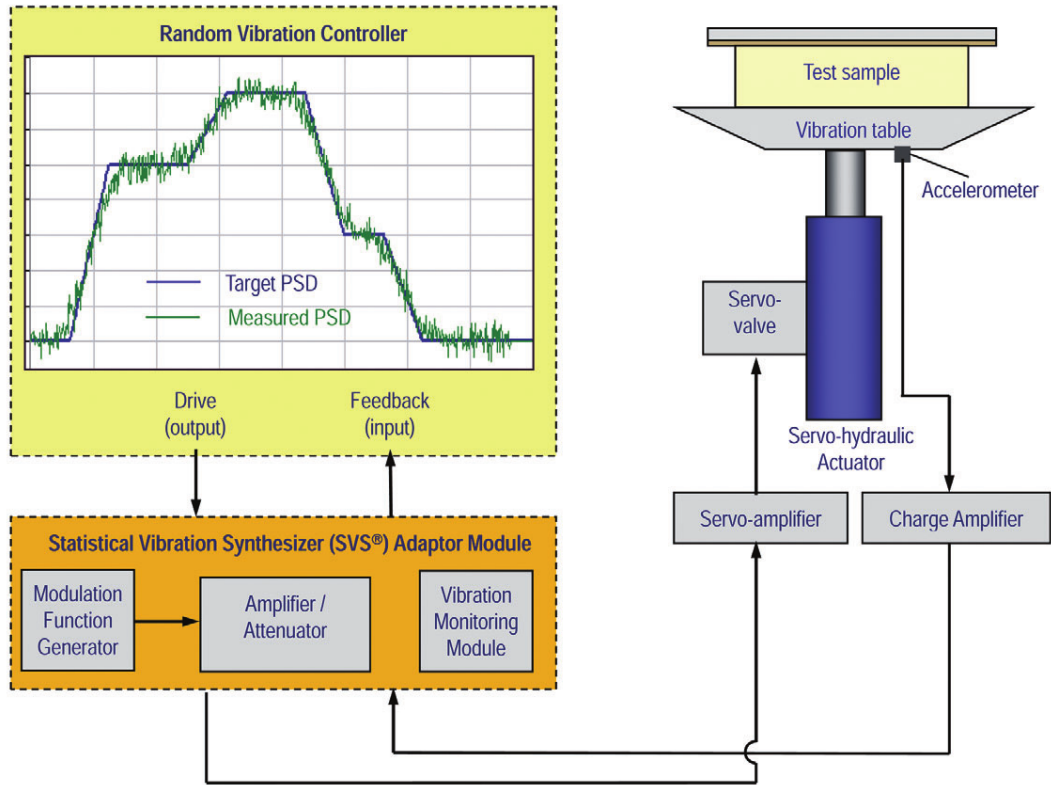 Random Vibration Controller
Target PSD
Measured PSD
Drive
(output)
Feedback
(input)
Statistical Vibration Synthesizer (SVS®) Adaptor Module
Modulation
Function
Generator
Amplifier /
Attenuator
Vibration
Monitoring
Module
Test sample
Vibration table
Accelerometer
Servo-
valve
Servo-hydraulic
Actuator
Servo-amplifier
Charge Amplifier